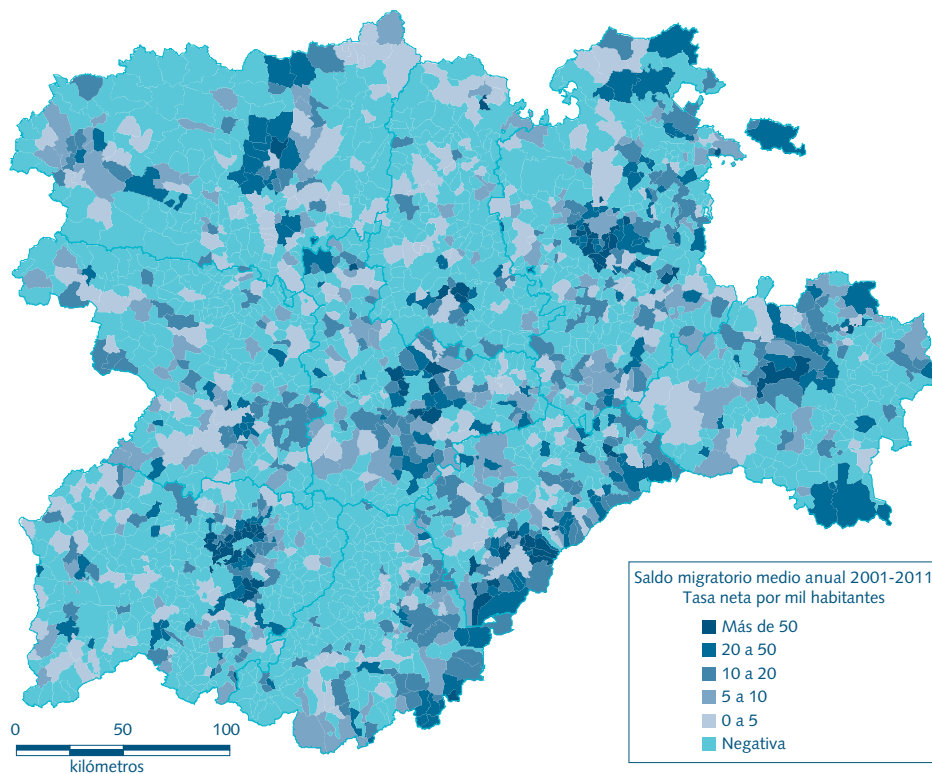 Saldo migratorio medio anual 2001-2011
Tasa neta por mil habitantes
Más de 50
20 a 50
10 a 20
5 a 10
0 a 5
Negativa
0 50 100
kilómetros